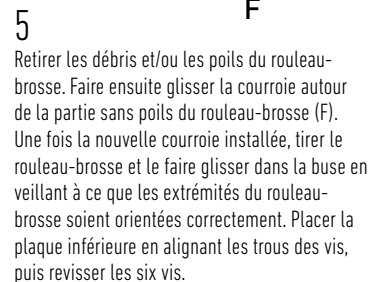 F
5
Retirer les débris et/ou les poils du rouleau-
brosse. Faire ensuite glisser la courroie autour
de la partie sans poils du rouleau-brosse (F).
Une fois la nouvelle courroie installée, tirer le
rouleau-brosse et le faire glisser dans la buse en
veillant à ce que les extrémités du rouleau-
brosse soient orientées correctement. Placer la
plaque inférieure en alignant les trous des vis,
puis revisser les six vis.